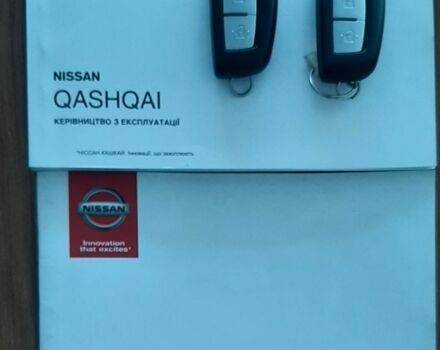 NISSAN
QASHQAI
КЕРІВНИЦТВО З ЕКСПЛУАТАЦІЇ
*НІССАН КАШКАЙ. Інновації, що захоплюють
NISSAN
Innovation
that excites*